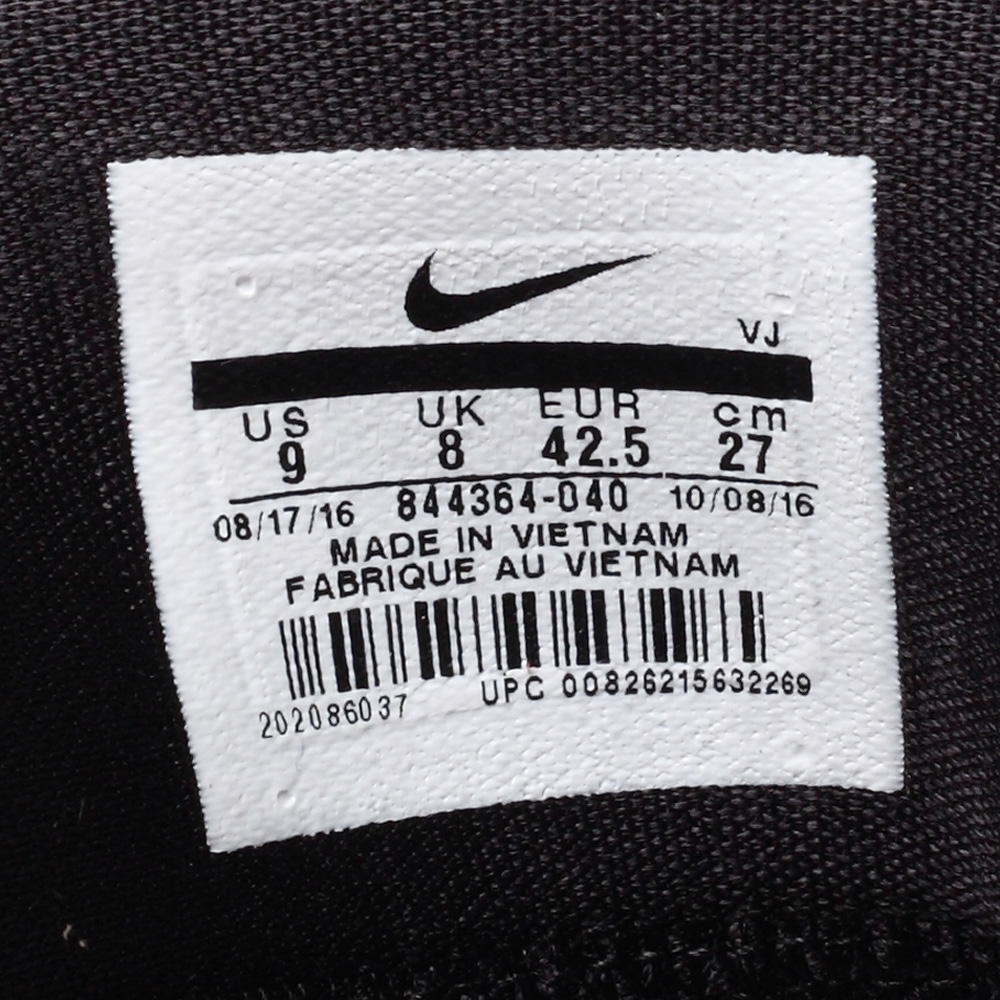 VJ
US UK EUR cm
9 8 42.5 27
08/17/16 844364-040 10/08/16
MADE IN VIETNAM
FABRIQUE AU VIETNAM
202086037 UPC 00826215632269